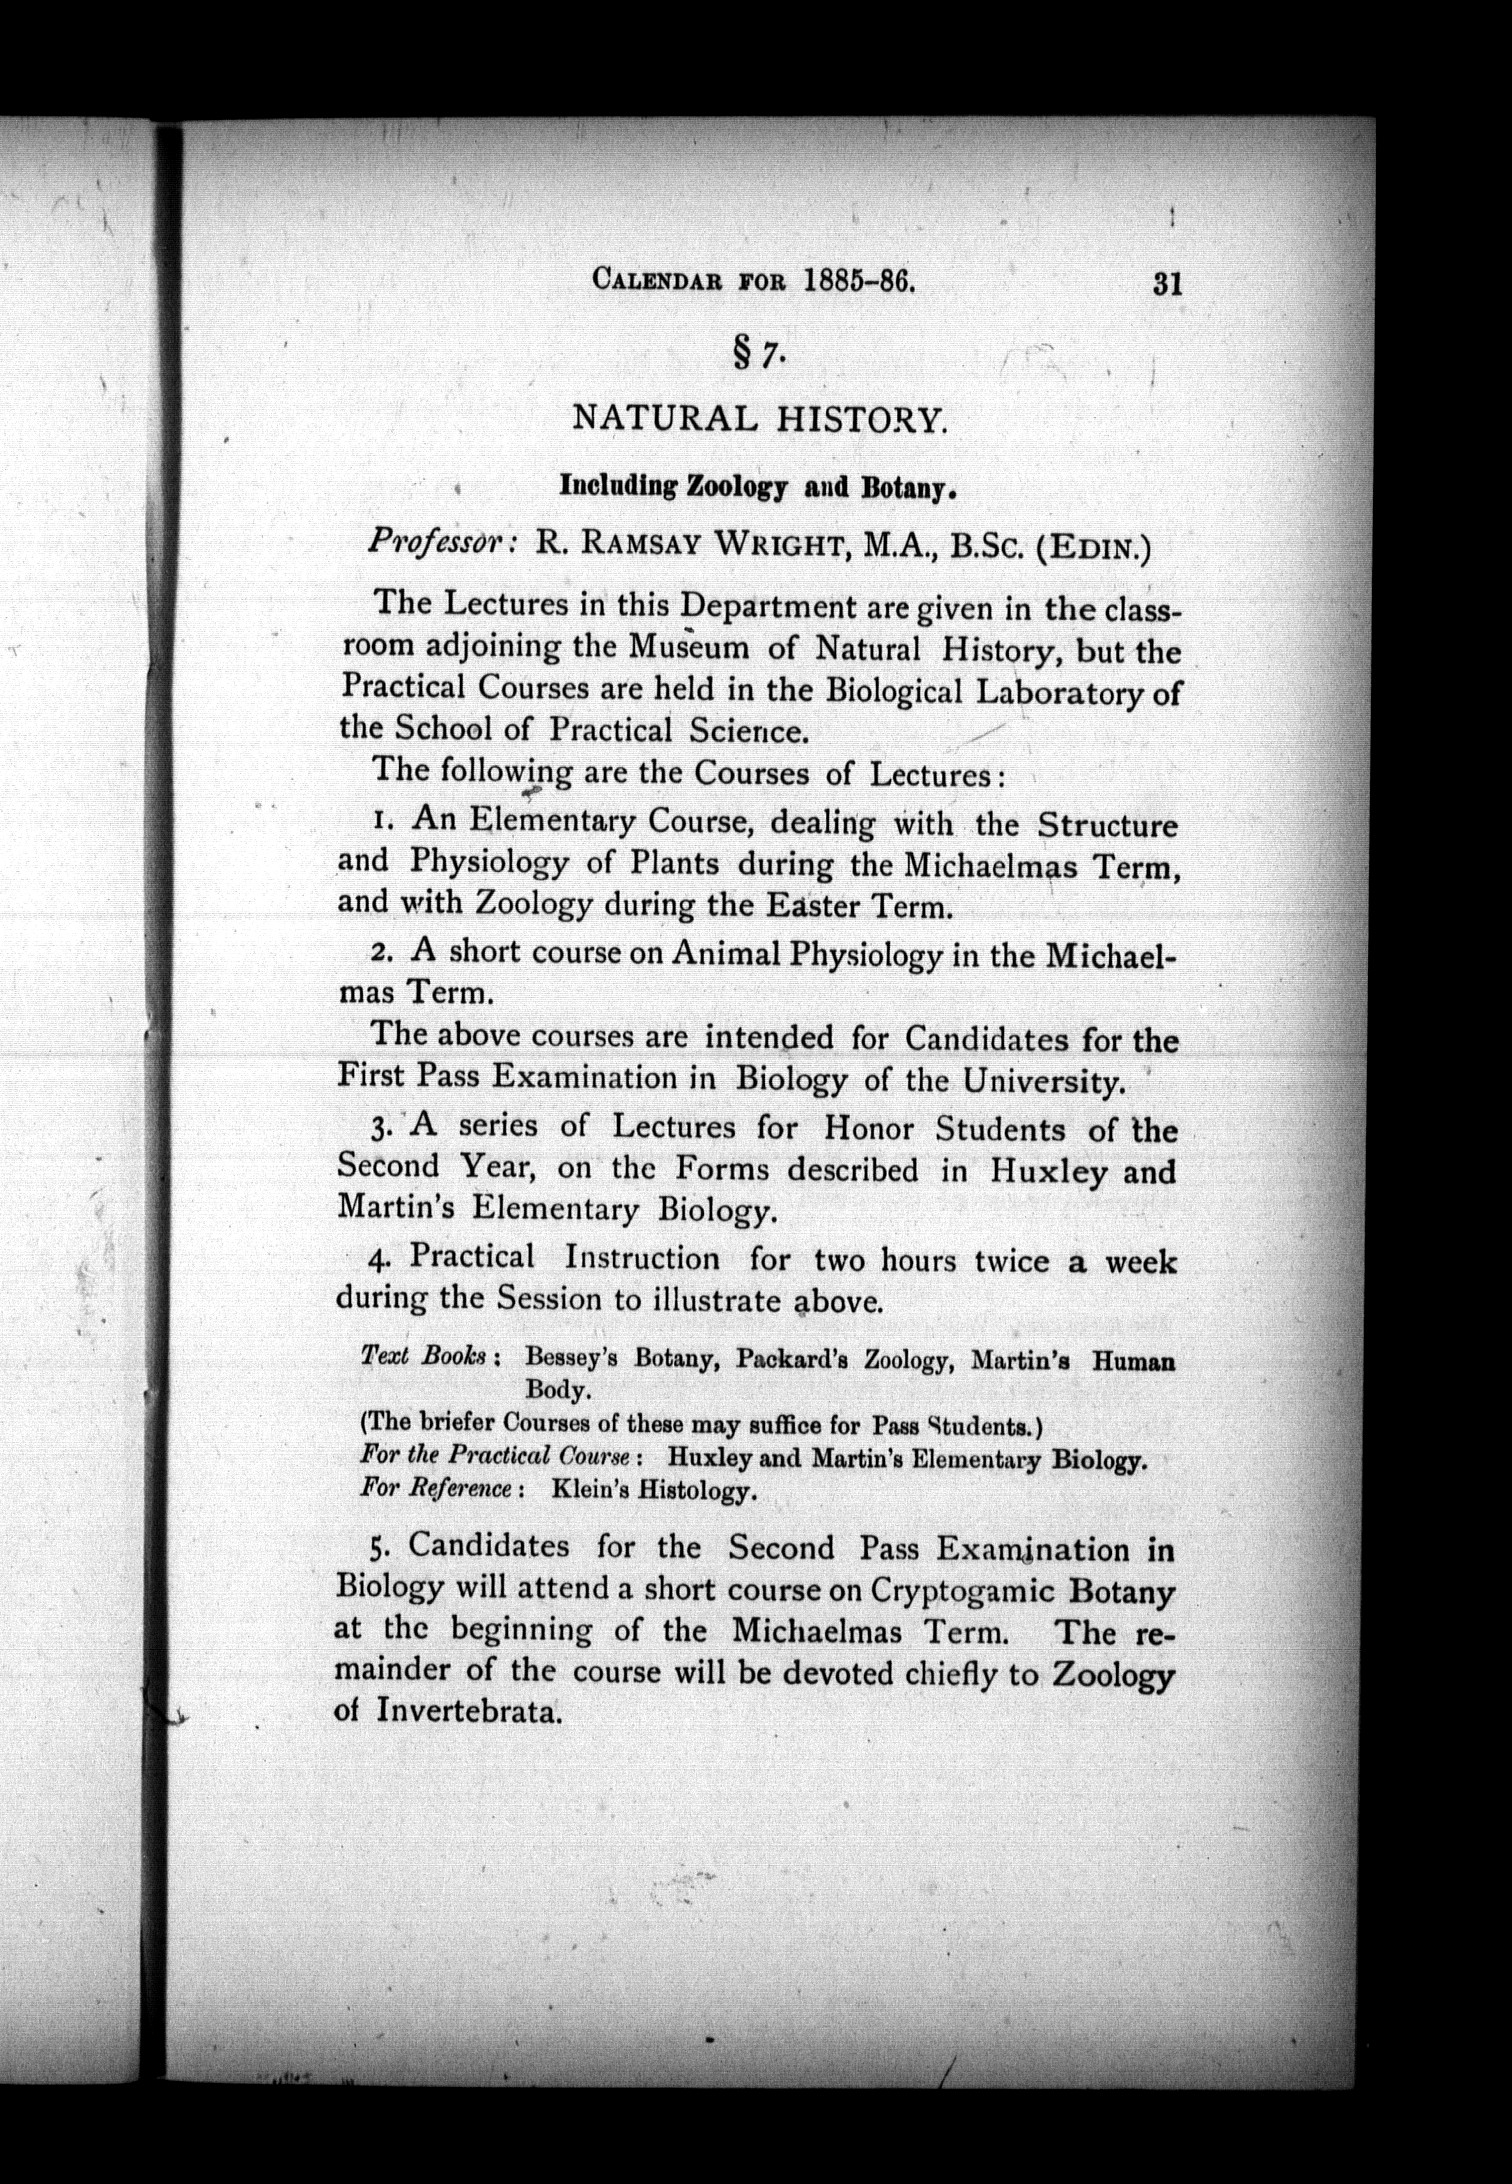 CALENDAR FOR 1885–86. 31
§ 7.
NATURAL HISTORY.
Including Zoology and Botany.
Professor: R. RAMSAY WRIGHT, M.A., B.SC. (EDIN.)
The Lectures in this Department are given in the class-
room adjoining the Museum of Natural History, but the
Practical Courses are held in the Biological Laboratory of
the School of Practical Science.
The following are the Courses of Lectures:
1. An Elementary Course, dealing with the Structure
and Physiology of Plants during the Michaelmas Term,
and with Zoology during the Easter Term.
2. A short course on Animal Physiology in the Michael-
mas Term.
The above courses are intended for Candidates for the
First Pass Examination in Biology of the University.
3. A series of Lectures for Honor Students of the
Second Year, on the Forms described in Huxley and
Martin's Elementary Biology.
4. Practical Instruction for two hours twice a week
during the Session to illustrate above.
Text Books: Bessey's Botany, Packard's Zoology, Martin's Human
Body.
(The briefer Courses of these may suffice for Pass Students.)
For the Practical Course: Huxley and Martin's Elementary Biology.
For Reference: Klein's Histology.
5. Candidates for the Second Pass Examination in
Biology will attend a short course on Cryptogamic Botany
at the beginning of the Michaelmas Term. The re-
mainder of the course will be devoted chiefly to Zoology
of Invertebrata.